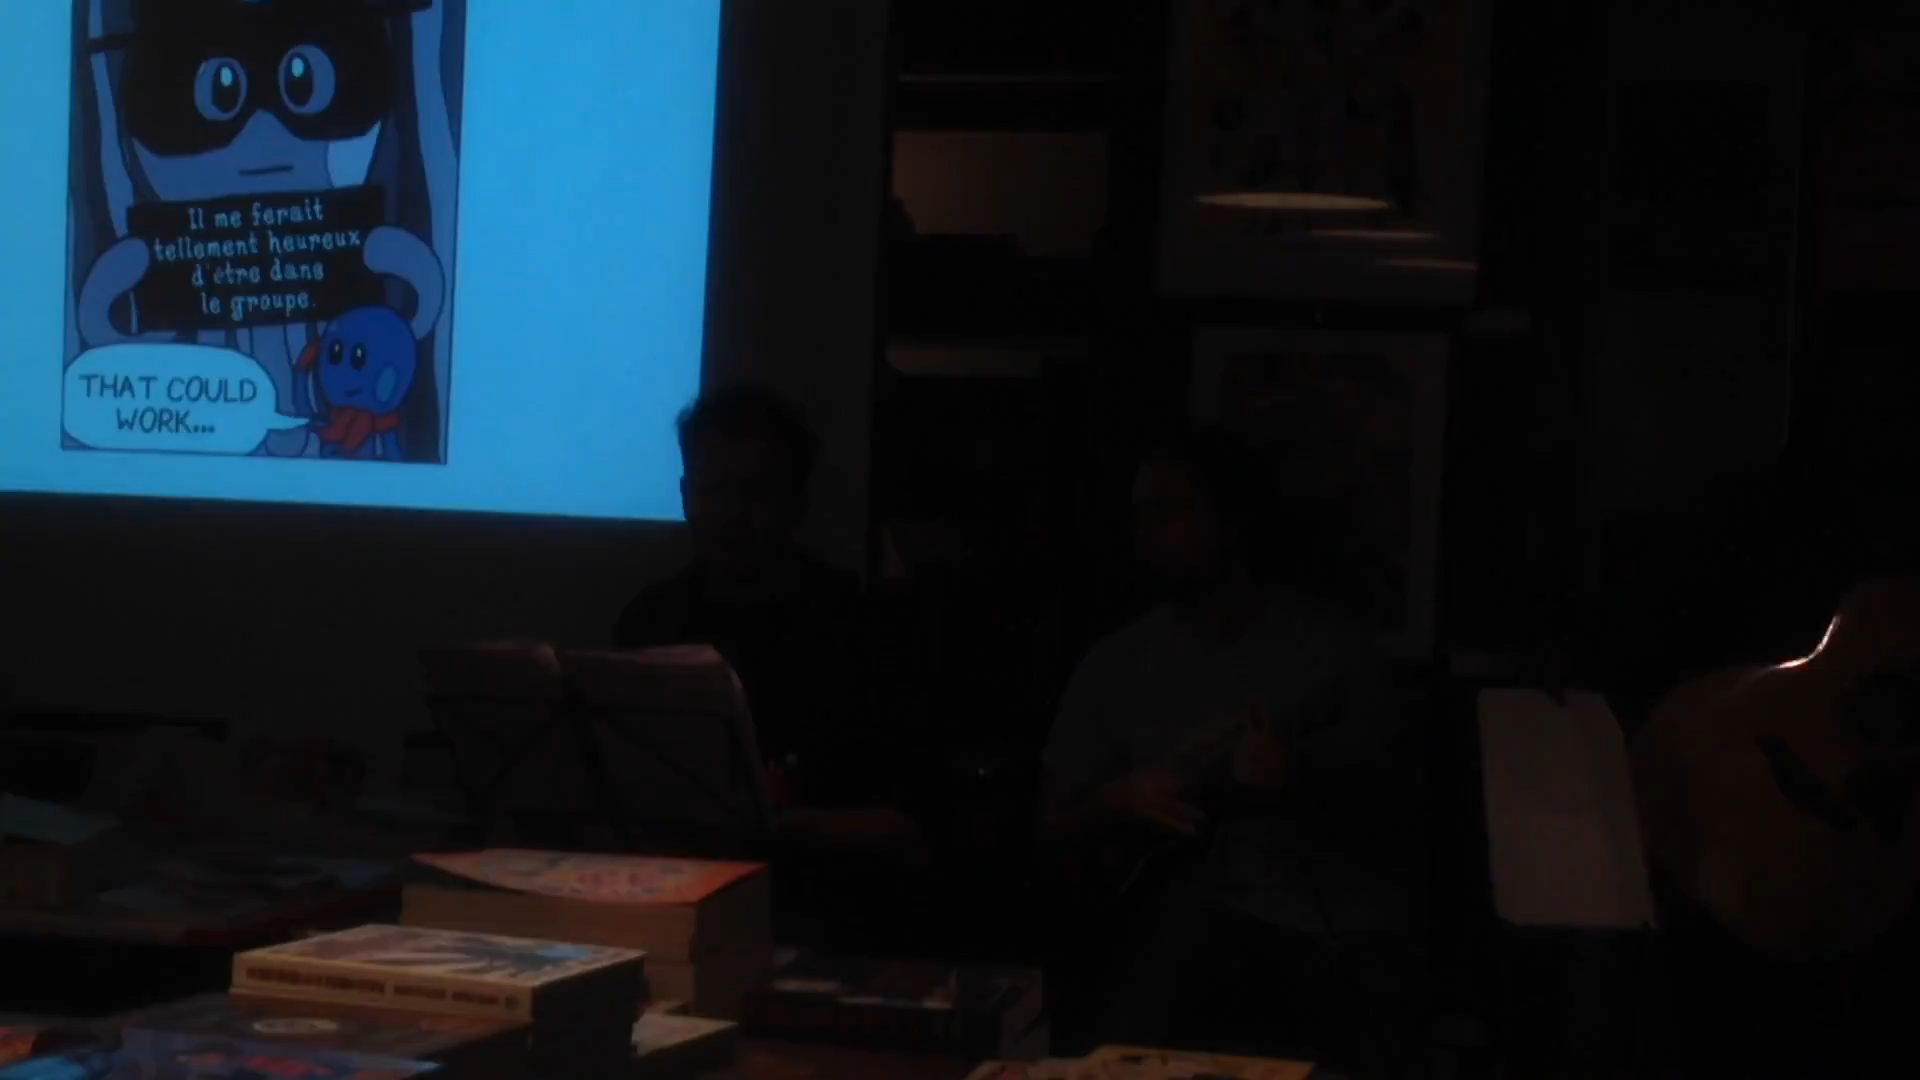 Il me ferait
tellement heureux
d'être dans
le groupe.
THAT COULD
WORK...